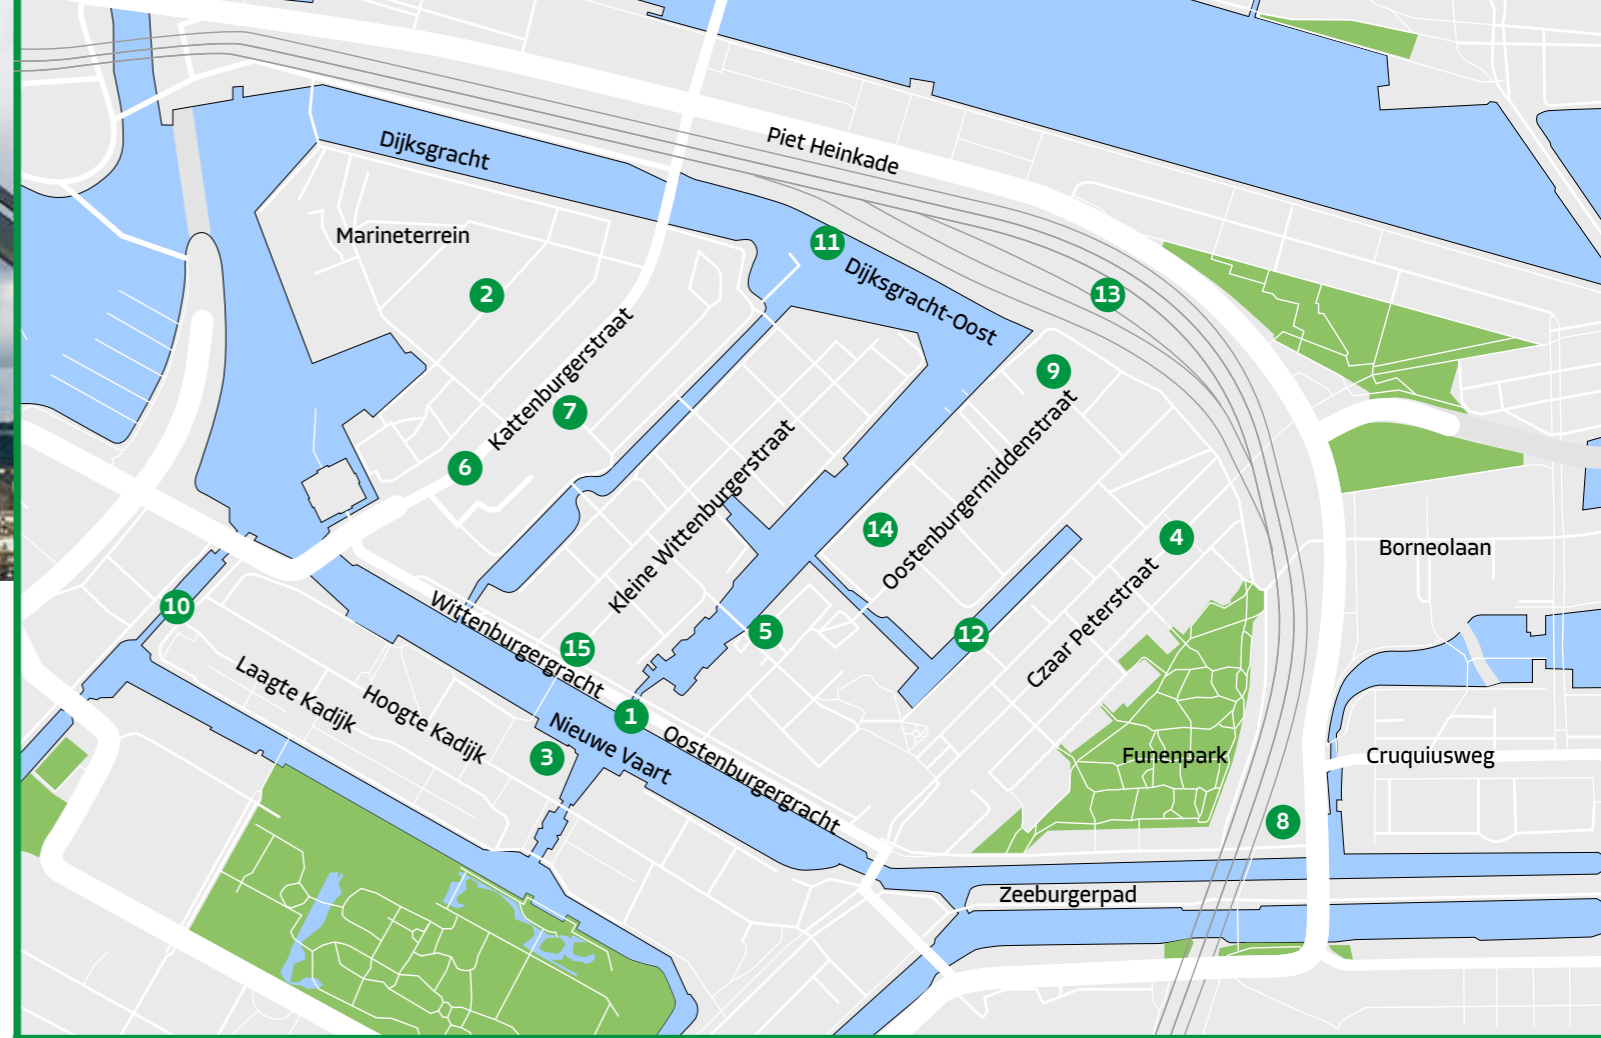 Dijksgracht
Piet Heinkade
Marineterrein
11
Dijksgracht-Oost
2
13
Kattenburgerstraat
9
7
6
Kleine Wittenburgerstraat
Oostenburgermiddenstraat
14
4
Borneolaan
10
Wittenburgergracht
5
12
15
Czaar Peterstraat
Laagte Kadijk
Hoogte Kadijk
1
Nieuwe Vaart
3
Oostenburgergracht
Funenpark
Cruquiusweg
8
Zeeburgerpad